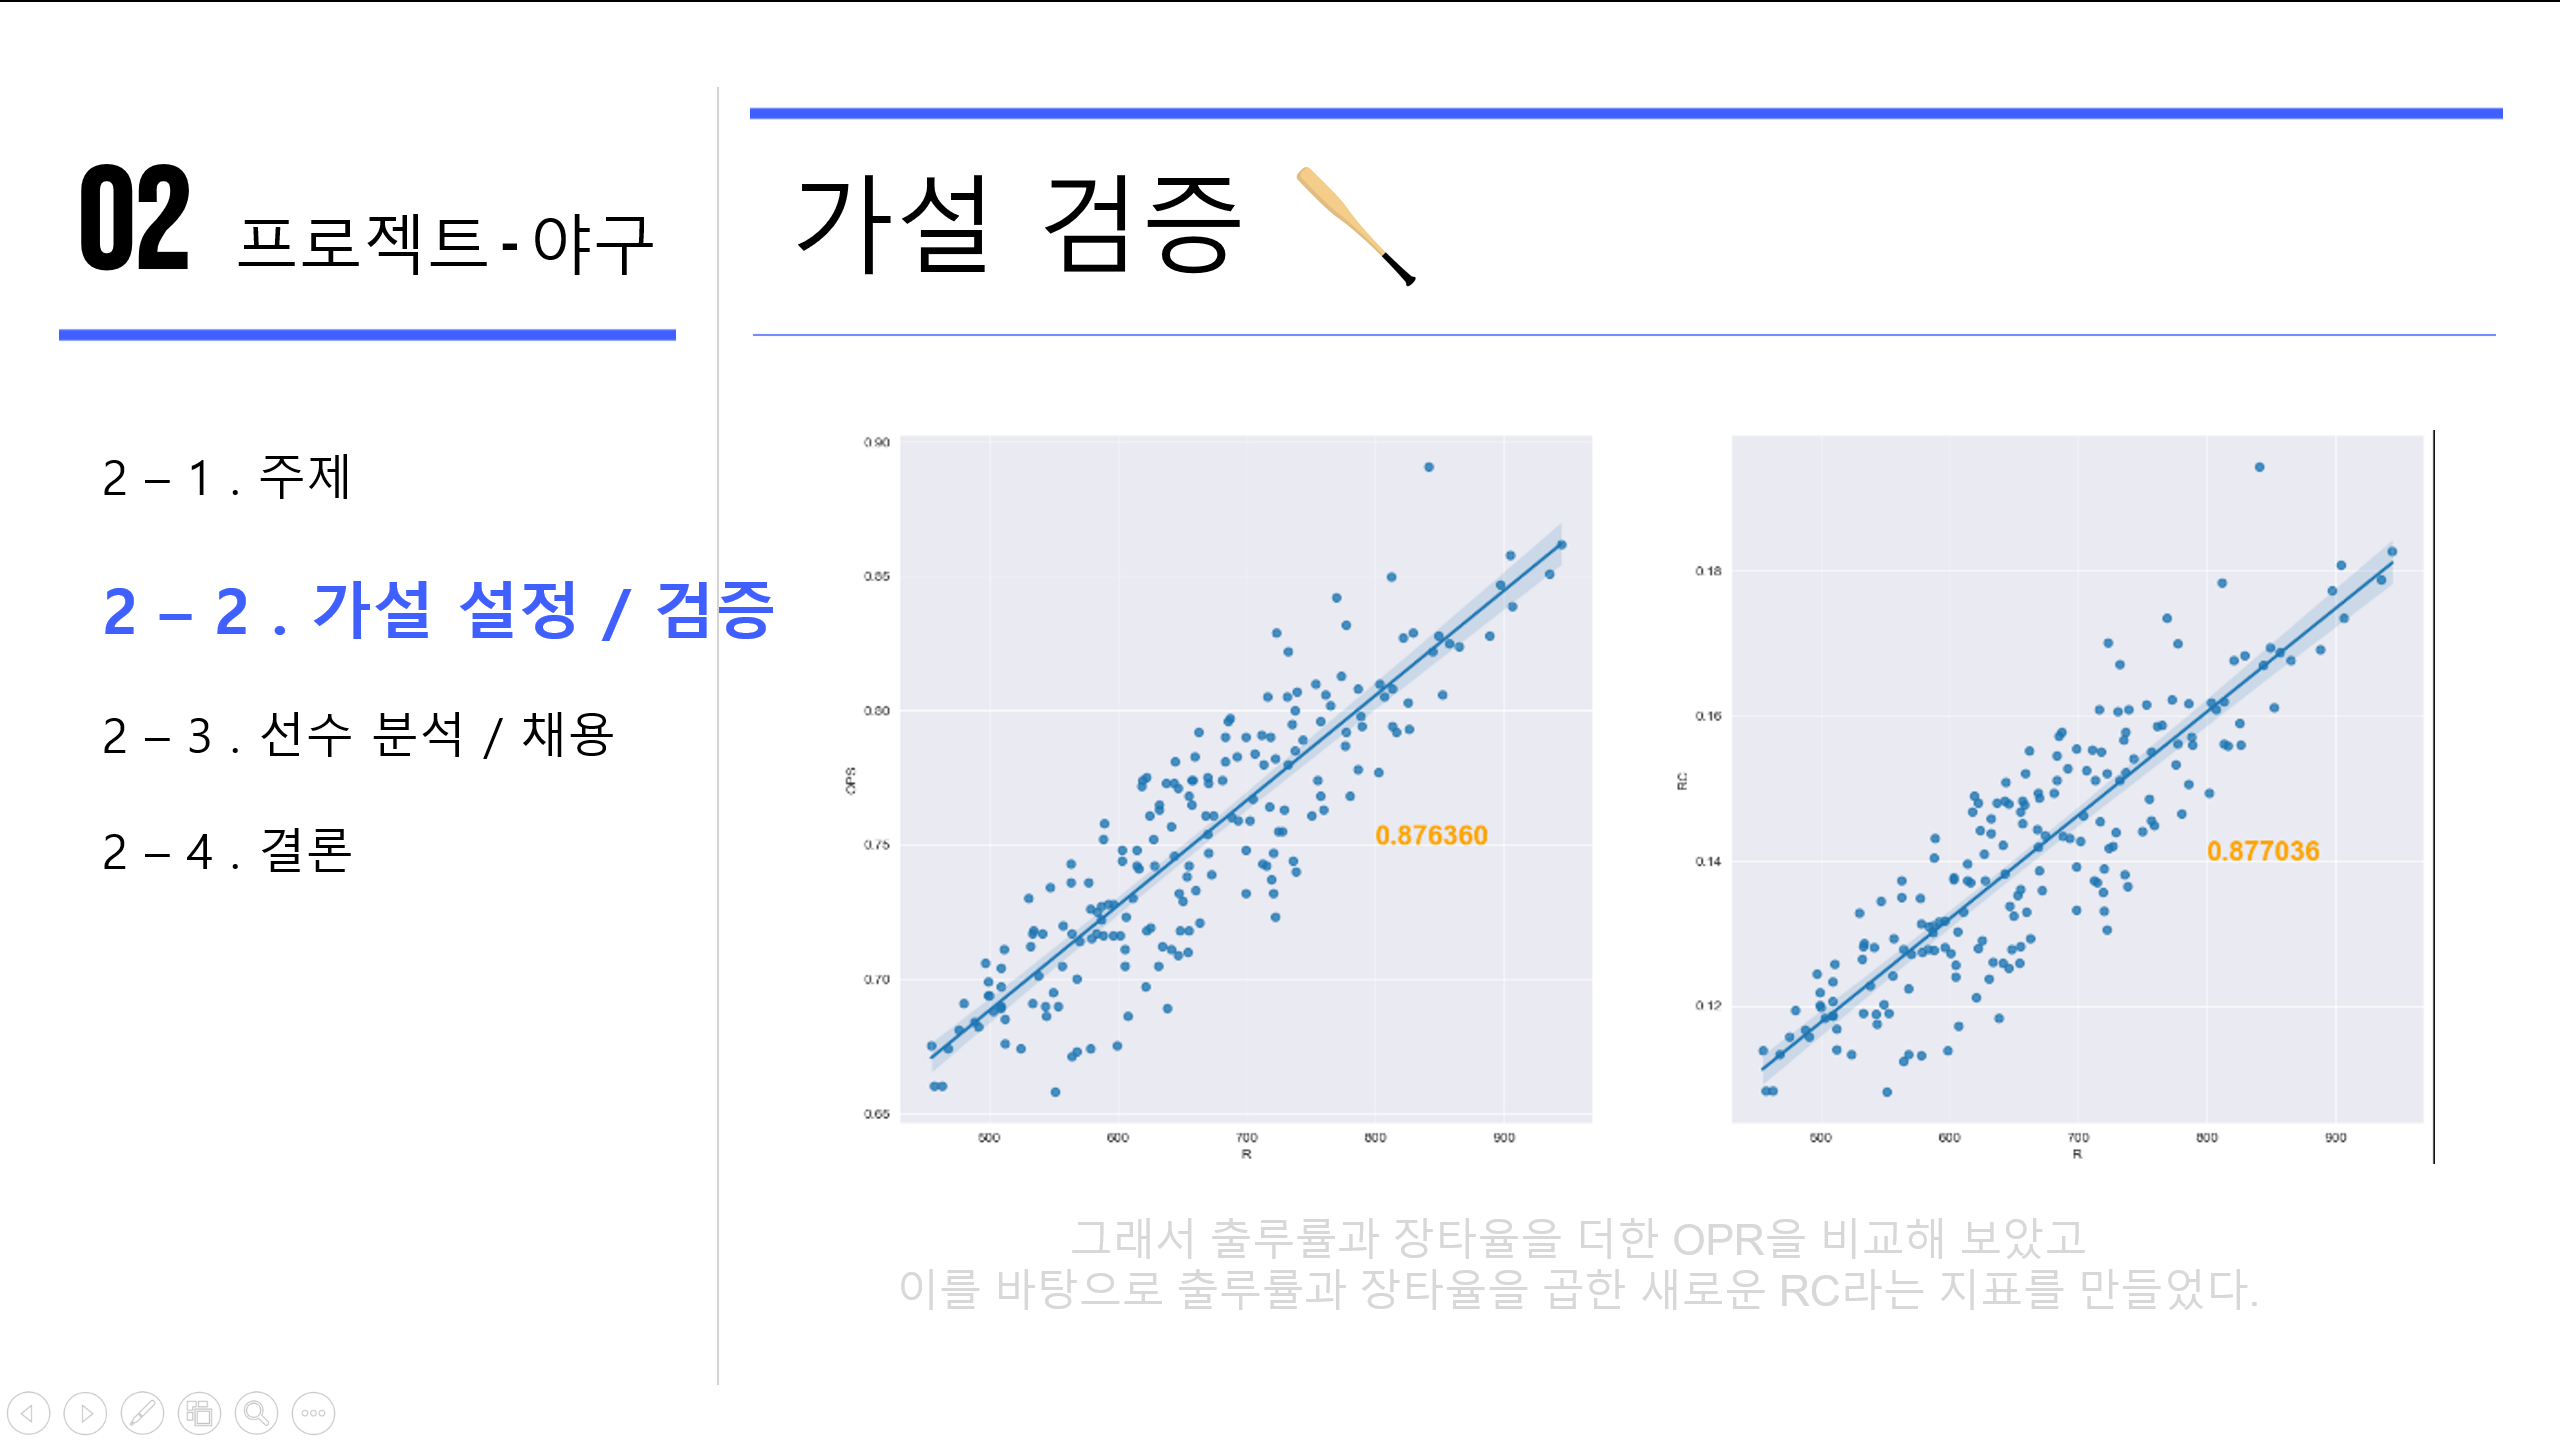 02 프로젝트-야구
2 – 1 . 주제
2 – 2 . 가설 설정 / 검증
2 – 3 . 선수 분석 / 채용
2 – 4 . 결론
가설 검증
0.90
0.85
0.80
0.75
0.70
0.65
OPS
0.876360
500 600 700 800 900
R
0.18
0.16
0.14
0.12
RC
0.877036
500 600 700 800 900
R
그래서 출루률과 장타율을 더한 OPR을 비교해 보았고
이를 바탕으로 출루률과 장타율을 곱한 새로운 RC라는 지표를 만들었다.